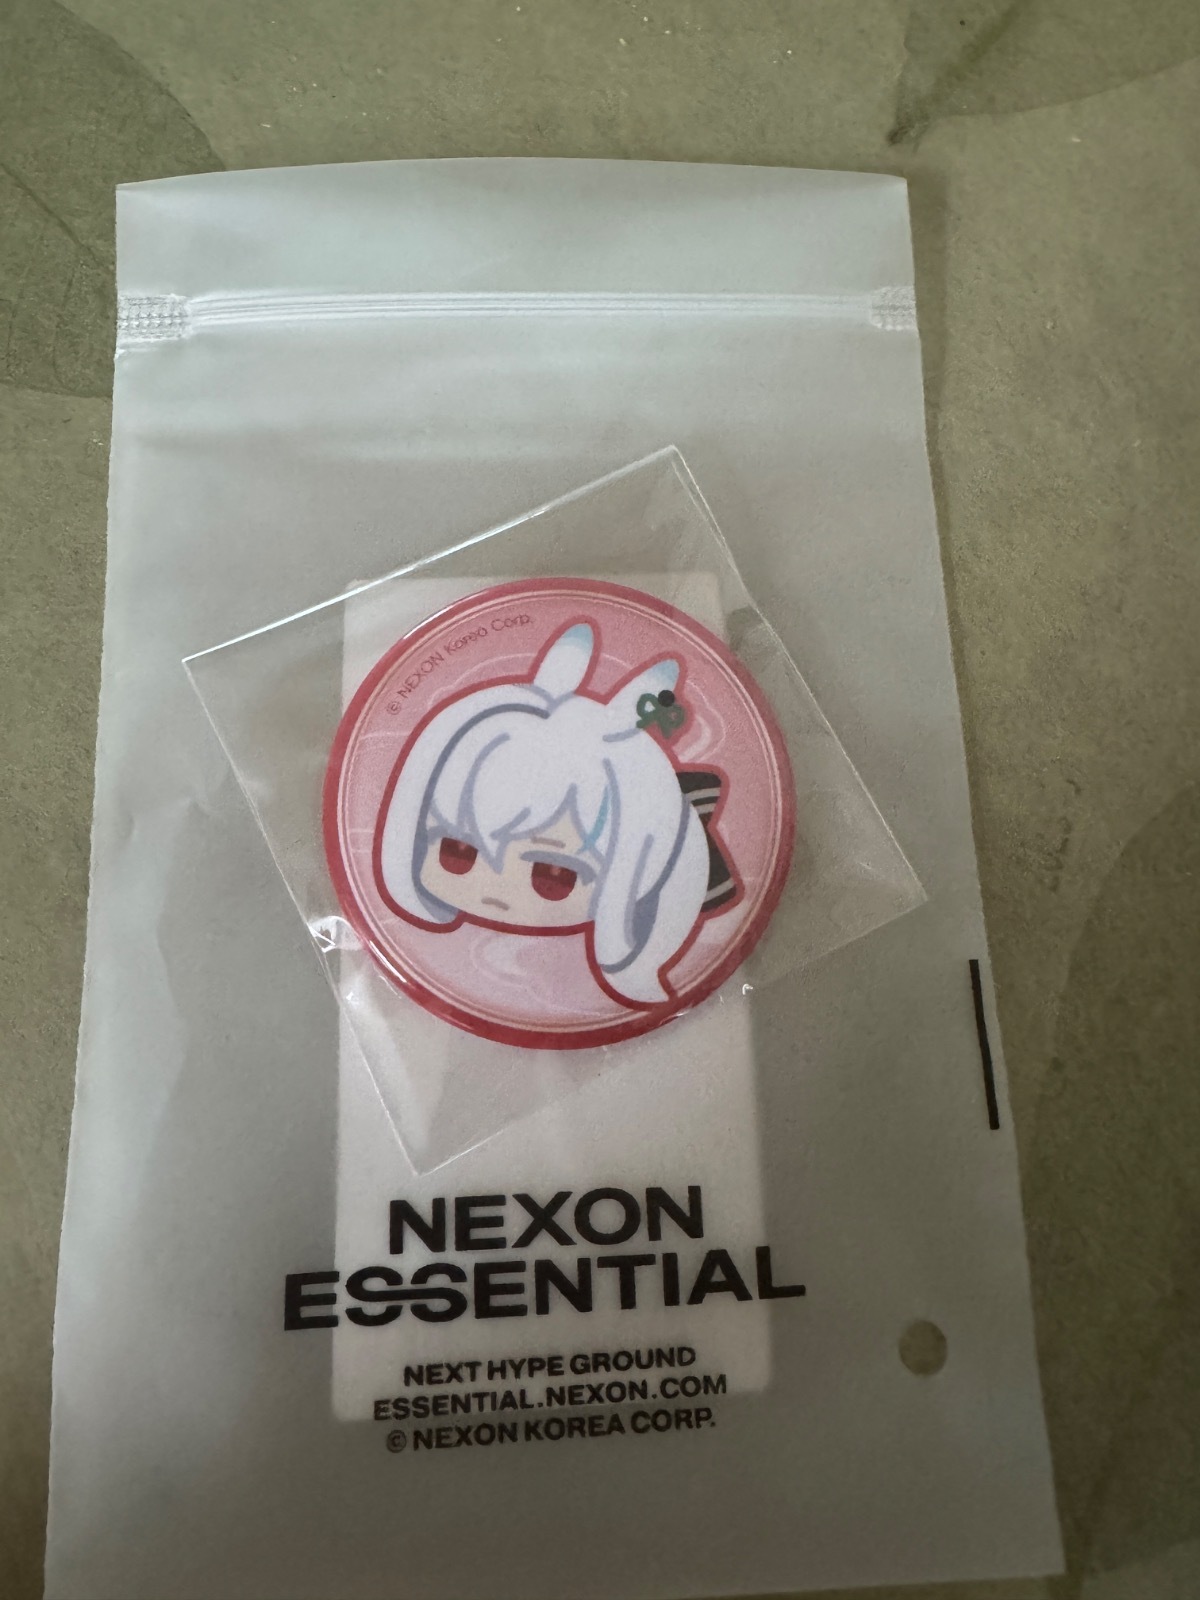 © NEXON Korea Corp.
NEXON
ESSENTIAL
NEXT HYPE GROUND
ESSENTIAL.NEXON.COM
© NEXON KOREA CORP.